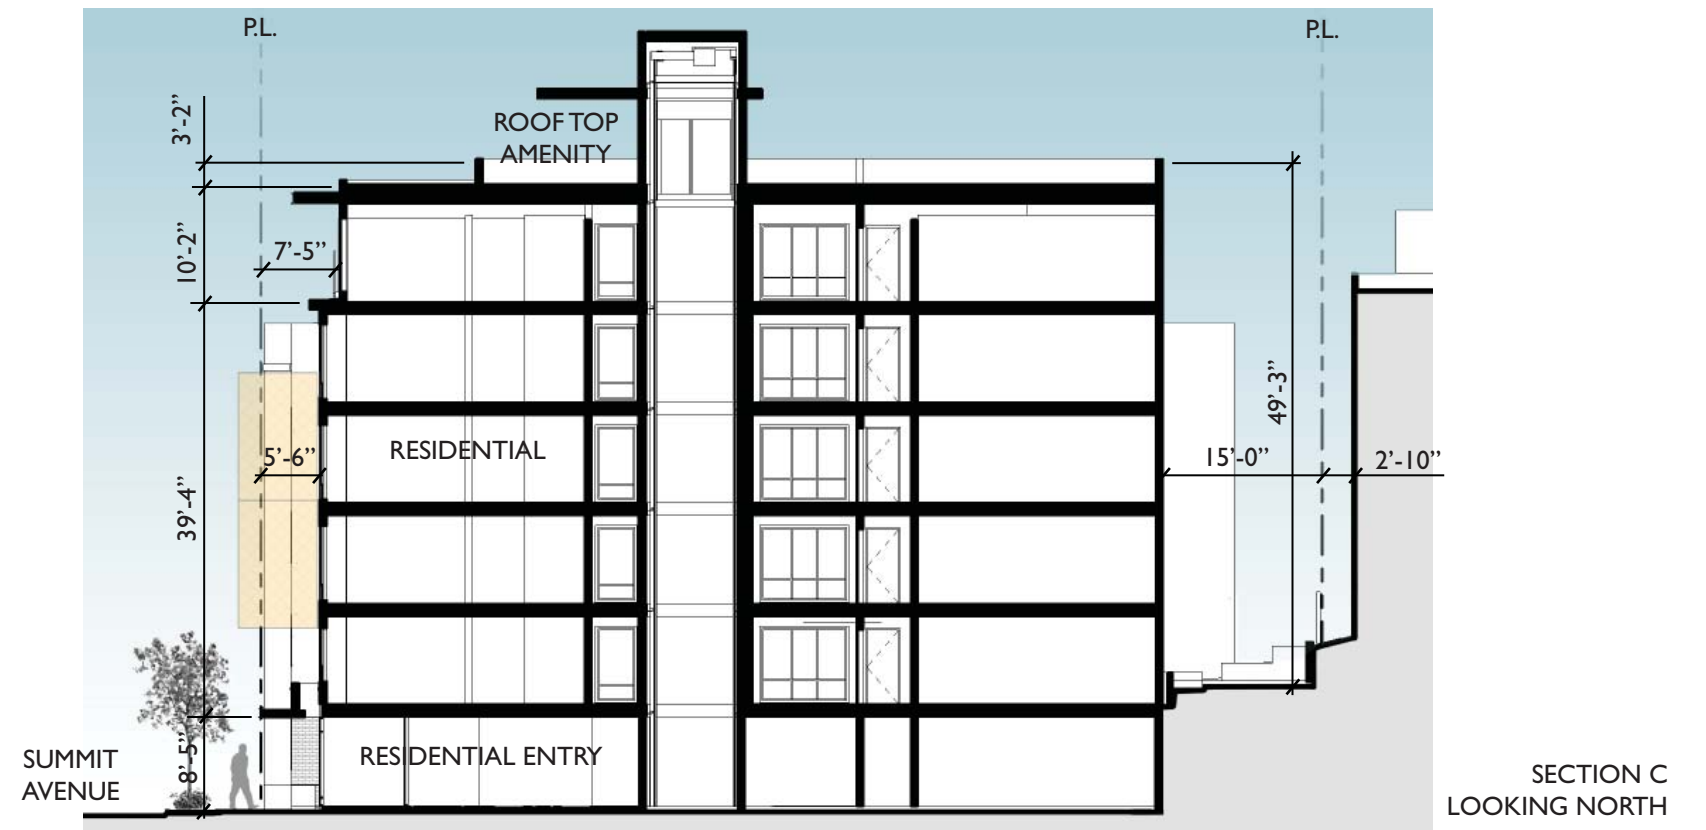 P.L.
P.L.
3’-2”
ROOF TOP
AMENITY
10’-2”
7’-5”
49’-3”
RESIDENTIAL
5’-6”
15’-0”
2’-10”
39’-4”
8’-5”
RESIDENTIAL ENTRY
SUMMIT
AVENUE
SECTION C
LOOKING NORTH